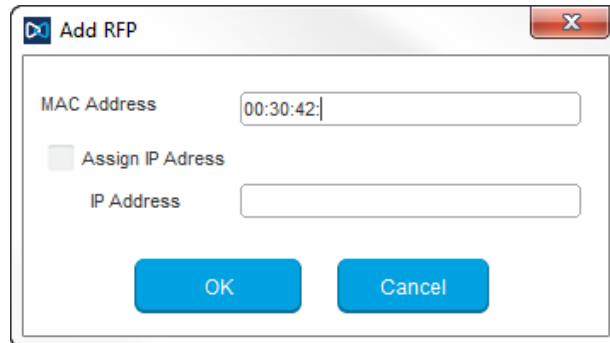 Add RFP
MAC Address 00:30:42:
Assign IP Adress
IP Address
OK Cancel